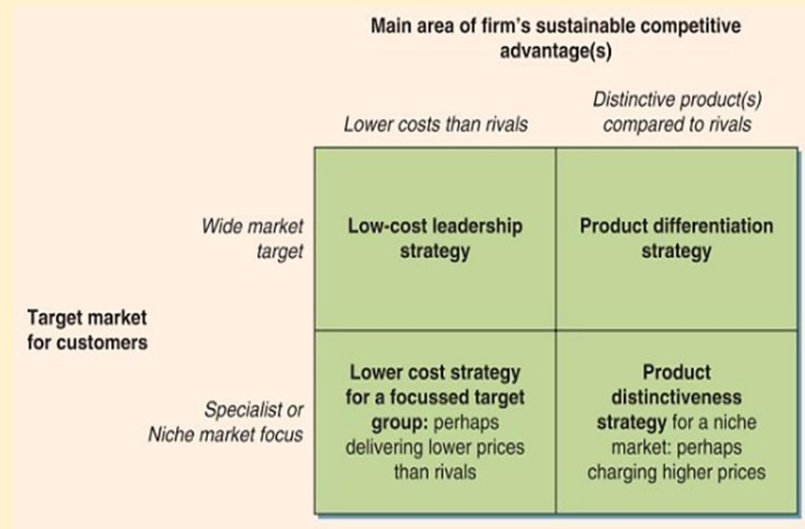 Main area of firm's sustainable competitive
advantage(s)
Lower costs than rivals
Distinctive product(s)
compared to rivals
Target market
for customers
Wide market
target
Low-cost leadership
strategy
Product differentiation
strategy
Specialist or
Niche market focus
Lower cost strategy
for a focussed target
group: perhaps
delivering lower prices
than rivals
Product
distinctiveness
strategy for a niche
market: perhaps
charging higher prices